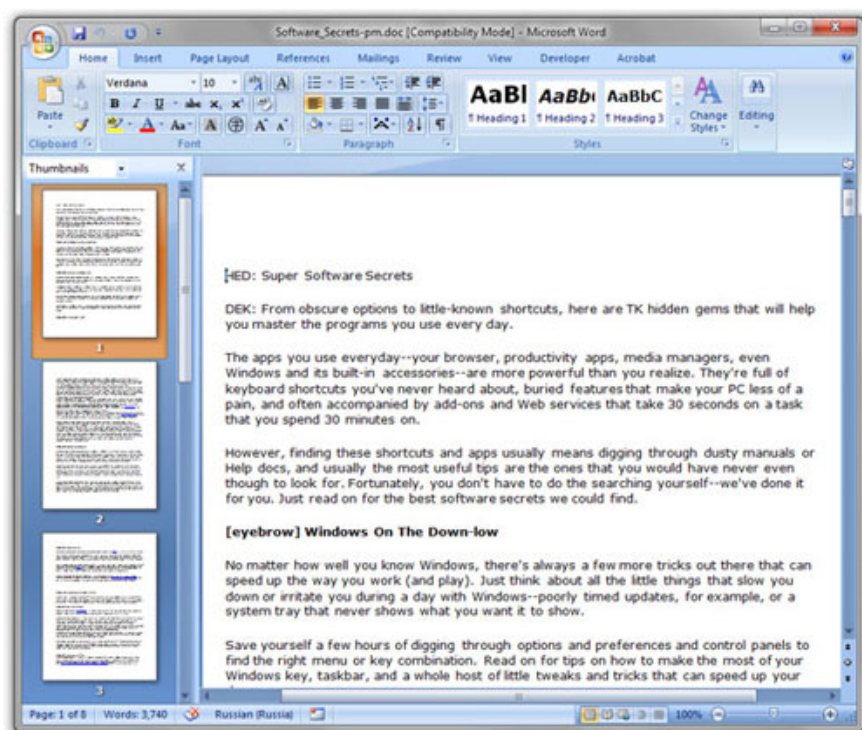 Software_Secrets-pm.doc [Compatibility Mode] - Microsoft Word
Home Insert Page Layout References Mailings Review View Developer Acrobat
Verdana 10
AaBl AaBb AaBbC
Paste
B I U abc x, x'
Heading 1 Heading 2 Heading 3
Change Styles
Editing
Clipboard Font Paragraph Styles
Thumbnails
1
2
3
HED: Super Software Secrets
DEK: From obscure options to little-known shortcuts, here are TK hidden gems that will help
you master the programs you use every day.
The apps you use everyday--your browser, productivity apps, media managers, even
Windows and its built-in accessories--are more powerful than you realize. They're full of
keyboard shortcuts you've never heard about, buried features that make your PC less of a
pain, and often accompanied by add-ons and Web services that take 30 seconds on a task
that you spend 30 minutes on.
However, finding these shortcuts and apps usually means digging through dusty manuals or
Help docs, and usually the most useful tips are the ones that you would have never even
though to look for. Fortunately, you don't have to do the searching yourself--we've done it
for you. Just read on for the best software secrets we could find.
[eyebrow] Windows On The Down-low
No matter how well you know Windows, there's always a few more tricks out there that can
speed up the way you work (and play). Just think about all the little things that slow you
down or irritate you during a day with Windows--poorly timed updates, for example, or a
system tray that never shows what you want it to show.
Save yourself a few hours of digging through options and preferences and control panels to
find the right menu or key combination. Read on for tips on how to make the most of your
Windows key, taskbar, and a whole host of little tweaks and tricks that can speed up your
Page: 1 of 8 Words: 3,740 Russian (Russia) 100%